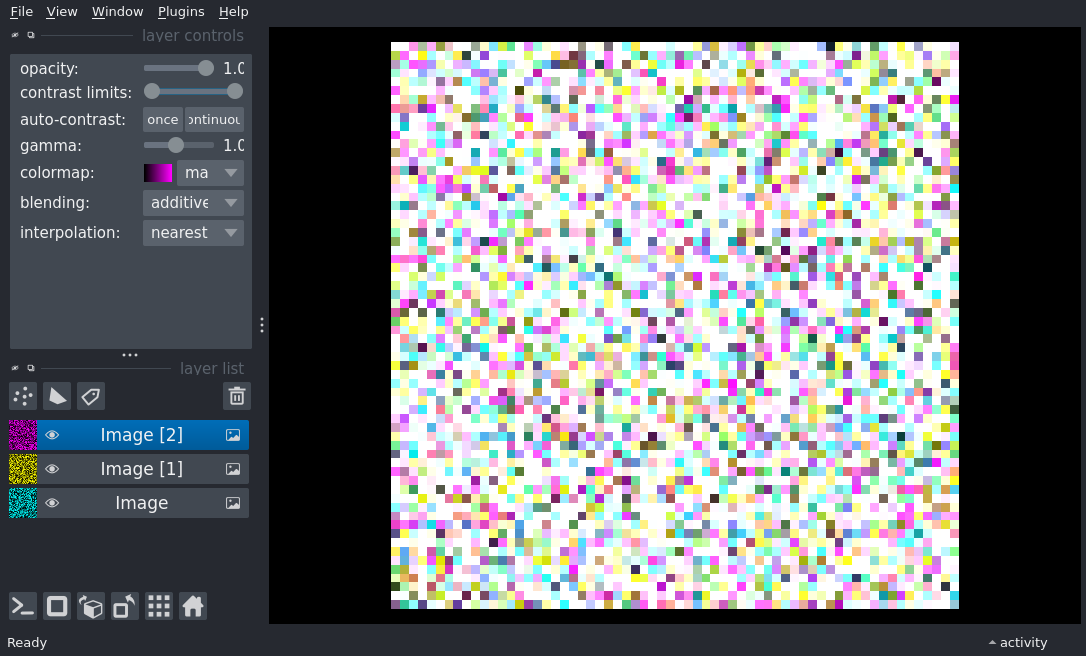 File View Window Plugins Help
layer controls
opacity: 1.0
contrast limits:
auto-contrast: once ontinuou
gamma: 1.0
colormap: ma
blending: additive
interpolation: nearest
layer list
Image [2]
Image [1]
Image
Ready activity